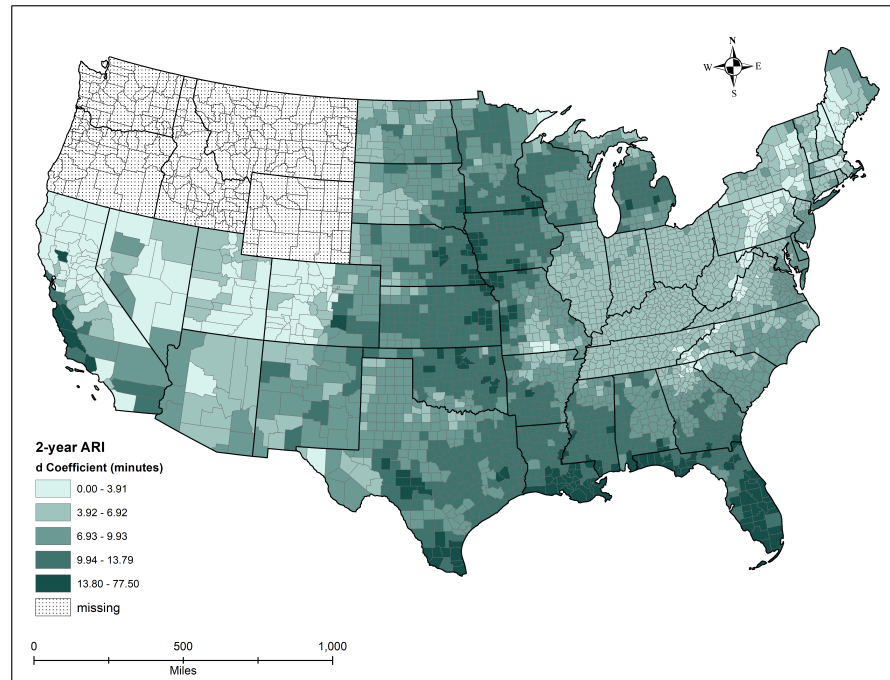 N
W E
S
2-year ARI
d Coefficient (minutes)
0.00 - 3.91
3.92 - 6.92
6.93 - 9.93
9.94 - 13.79
13.80 - 77.50
missing
0 500 1,000
Miles